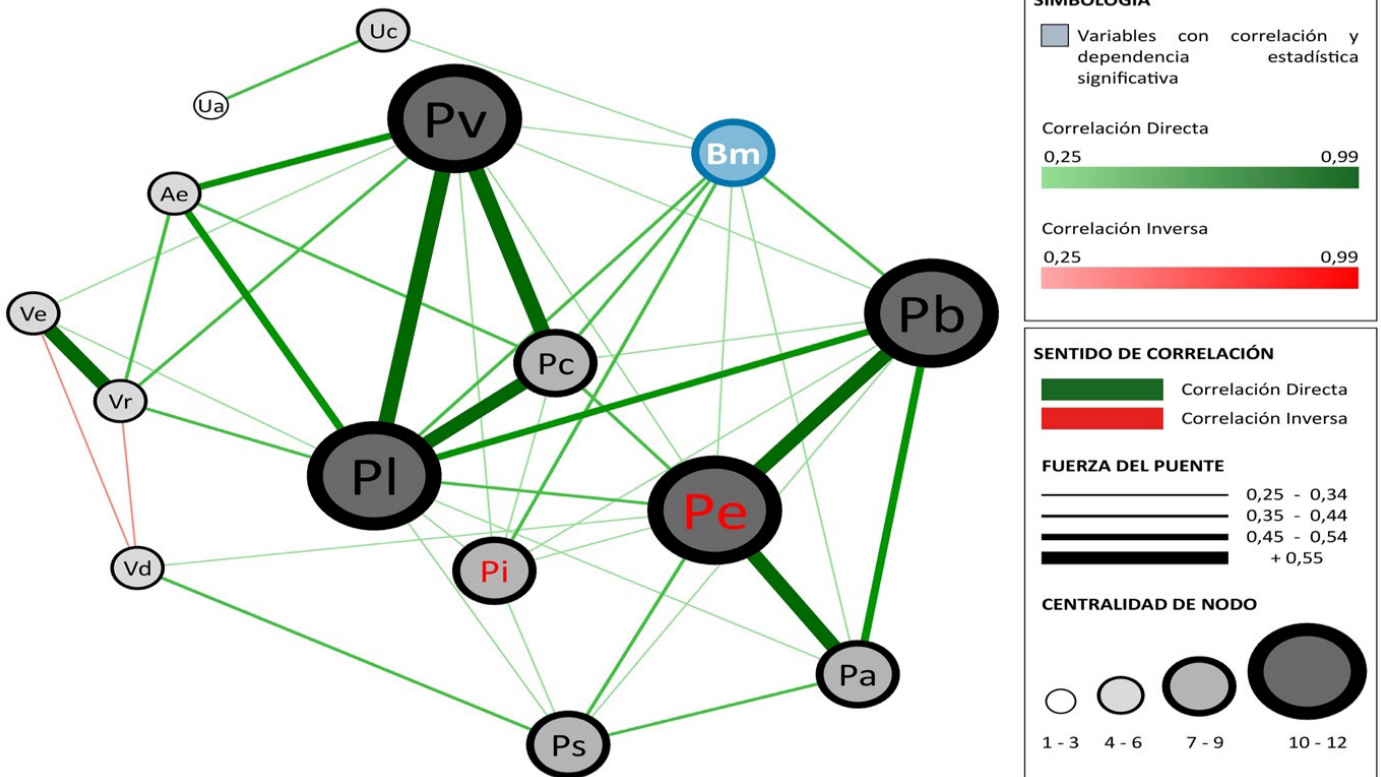 Uc
Ua
Pv
Bm
Ae
Pb
Ve
Pc
Vr
Pl
Pe
Vd
Pi
Pa
Ps
SIMBOLOGÍA
Variables con correlación y
dependencia estadística
significativa
Correlación Directa
0,25 0,99
Correlación Inversa
0,25 0,99
SENTIDO DE CORRELACIÓN
Correlación Directa
Correlación Inversa
FUERZA DEL PUENTE
0,25 - 0,34
0,35 - 0,44
0,45 - 0,54
+ 0,55
CENTRALIDAD DE NODO
1 - 3 4 - 6 7 - 9 10 - 12